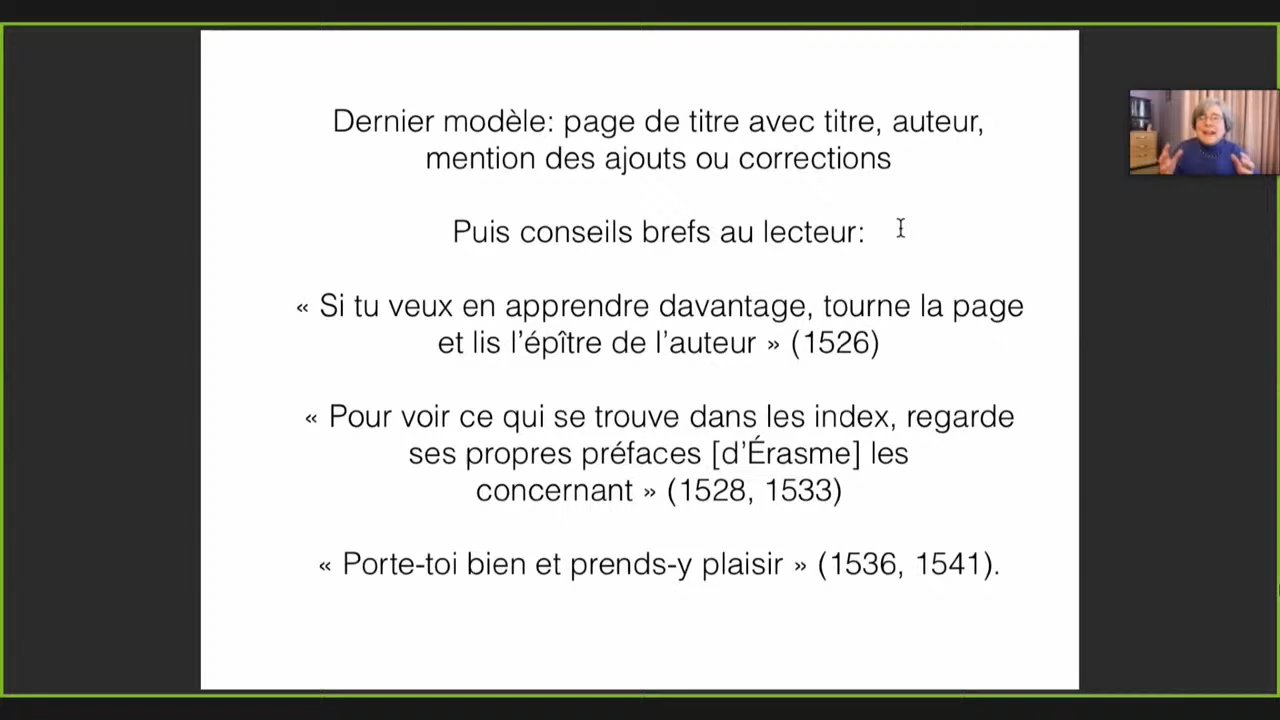 Dernier modèle: page de titre avec titre, auteur,
mention des ajouts ou corrections
Puis conseils brefs au lecteur:
« Si tu veux en apprendre davantage, tourne la page
et lis l’épître de l’auteur » (1526)
« Pour voir ce qui se trouve dans les index, regarde
ses propres préfaces [d’Érasme] les
concernant » (1528, 1533)
« Porte-toi bien et prends-y plaisir » (1536, 1541).